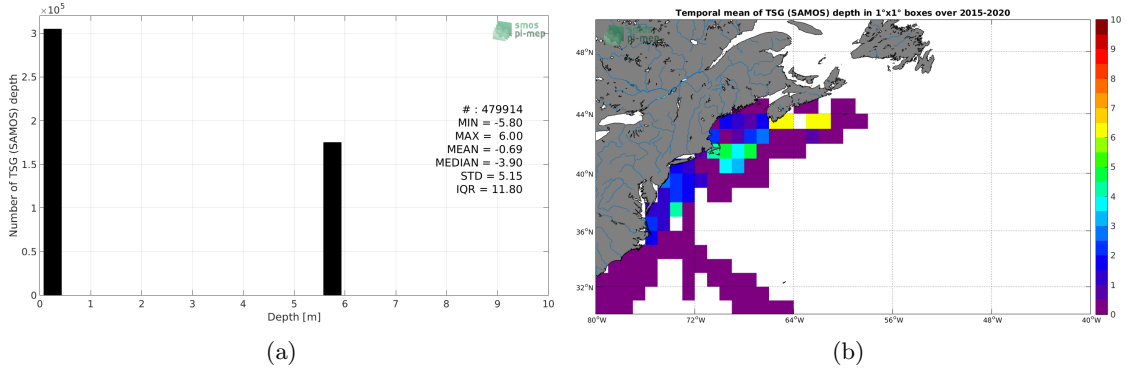 ×10⁵
3
2.5
2
1.5
1
0.5
0
Number of TSG (SAMOS) depth
smos
pi-mep
# : 479914
MIN = -5.80
MAX = 6.00
MEAN = -0.69
MEDIAN = -3.90
STD = 5.15
IQR = 11.80
0 1 2 3 4 5 6 7 8 9 10
Depth [m]
(a)
Temporal mean of TSG (SAMOS) depth in 1°x1° boxes over 2015-2020
smos
pi-mep
48°N
44°N
40°N
36°N
32°N
80°W 72°W 64°W 56°W 48°W 40°W
10
9
8
7
6
5
4
3
2
1
0
(b)